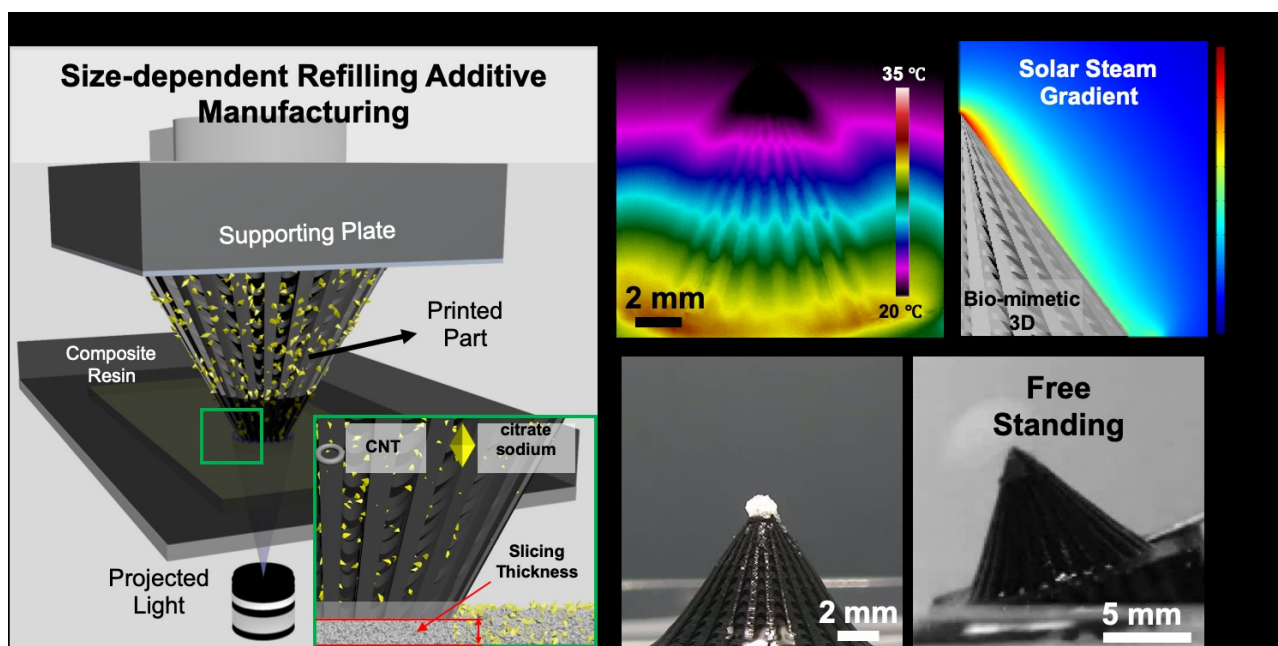 Size-dependent Refilling Additive
Manufacturing
Supporting Plate
Printed
Part
Composite
Resin
CNT
citrate
sodium
Slicing
Thickness
Projected
Light
35 ℃
20 ℃
2 mm
Solar Steam
Gradient
Bio-mimetic
3D
2 mm
Free
Standing
5 mm